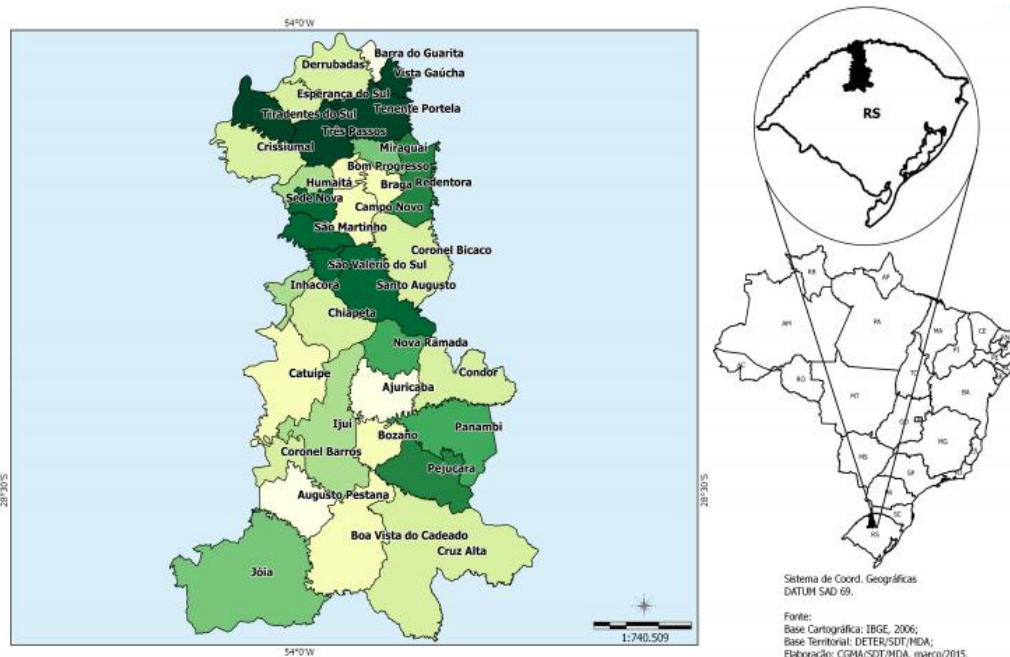 54°0'W
Barra do Guarita
Derrubadas
Vista Gaúcha
Esperança do Sul
Tenente Portela
Tiradentes do Sul
Três Passos
Crissiumal
Miraguaí
Bom Progresso
Humaitá
Braga
Redentora
Sede Nova
Campo Novo
São Martinho
Coronel Bicaco
São Valério do Sul
Inhacorá
Santo Augusto
Chiapeta
Nova Ramada
Catuípe
Ajuricaba
Condor
Ijuí
Bozano
Panambi
Coronel Barros
Pejuçara
Augusto Pestana
Boa Vista do Cadeado
Cruz Alta
Jóia
28°30'S
28°30'S
1:740.509
54°0'W
RS
RR
AP
AM
PA
MA
CE
RN
PI
AC
RO
TO
BA
MT
GO
MG
MS
SP
SC
RS
Sistema de Coord. Geográficas
DATUM SAD 69.
Fonte:
Base Cartográfica: IBGE, 2006;
Base Territorial: DETER/SDT/MDA;
Elaboração: CGMA/SDT/MDA, março/2015.